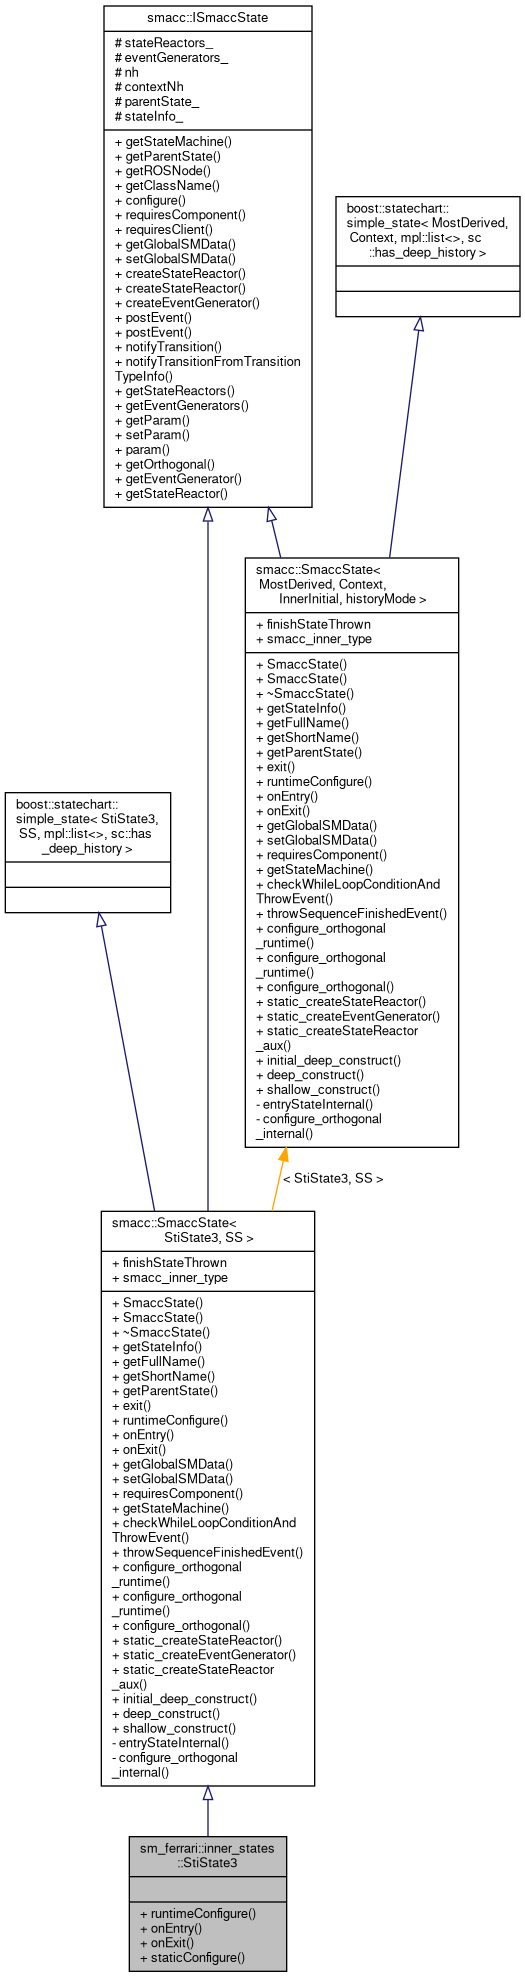 smacc::ISmaccState
# stateReactors_
# eventGenerators_
# nh
# contextNh
# parentState_
# stateInfo_
+ getStateMachine()
+ getParentState()
+ getROSNode()
+ getClassName()
+ configure()
+ requiresComponent()
+ requiresClient()
+ getGlobalSMData()
+ setGlobalSMData()
+ createStateReactor()
+ createStateReactor()
+ createEventGenerator()
+ postEvent()
+ postEvent()
+ notifyTransition()
+ notifyTransitionFromTransition
TypeInfo()
+ getStateReactors()
+ getEventGenerators()
+ getParam()
+ setParam()
+ param()
+ getOrthogonal()
+ getEventGenerator()
+ getStateReactor()
boost::statechart::
simple_state< MostDerived,
Context, mpl::list<>, sc
::has_deep_history >
smacc::SmaccState<
MostDerived, Context,
InnerInitial, historyMode >
+ finishStateThrown
+ smacc_inner_type
+ SmaccState()
+ SmaccState()
+ ~SmaccState()
+ getStateInfo()
+ getFullName()
+ getShortName()
+ getParentState()
+ exit()
+ runtimeConfigure()
+ onEntry()
+ onExit()
+ getGlobalSMData()
+ setGlobalSMData()
+ requiresComponent()
+ getStateMachine()
+ checkWhileLoopConditionAnd
ThrowEvent()
+ throwSequenceFinishedEvent()
+ configure_orthogonal
_runtime()
+ configure_orthogonal
_runtime()
+ configure_orthogonal()
+ static_createStateReactor()
+ static_createEventGenerator()
+ static_createStateReactor
_aux()
+ initial_deep_construct()
+ deep_construct()
+ shallow_construct()
- entryStateInternal()
- configure_orthogonal
_internal()
boost::statechart::
simple_state< StiState3,
SS, mpl::list<>, sc::has
_deep_history >
< StiState3, SS >
smacc::SmaccState<
StiState3, SS >
+ finishStateThrown
+ smacc_inner_type
+ SmaccState()
+ SmaccState()
+ ~SmaccState()
+ getStateInfo()
+ getFullName()
+ getShortName()
+ getParentState()
+ exit()
+ runtimeConfigure()
+ onEntry()
+ onExit()
+ getGlobalSMData()
+ setGlobalSMData()
+ requiresComponent()
+ getStateMachine()
+ checkWhileLoopConditionAnd
ThrowEvent()
+ throwSequenceFinishedEvent()
+ configure_orthogonal
_runtime()
+ configure_orthogonal
_runtime()
+ configure_orthogonal()
+ static_createStateReactor()
+ static_createEventGenerator()
+ static_createStateReactor
_aux()
+ initial_deep_construct()
+ deep_construct()
+ shallow_construct()
- entryStateInternal()
- configure_orthogonal
_internal()
sm_ferrari::inner_states
::StiState3
+ runtimeConfigure()
+ onEntry()
+ onExit()
+ staticConfigure()